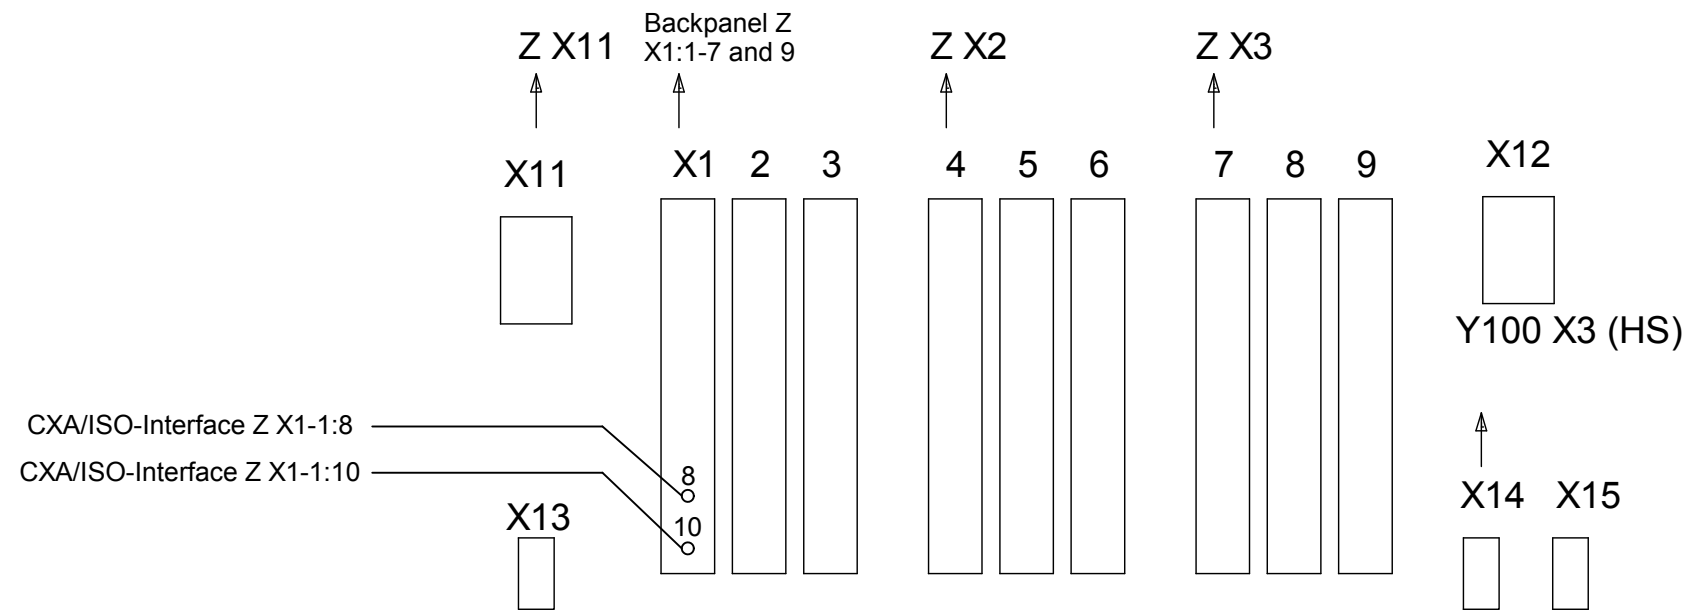 Z X11
Backpanel Z
X1:1-7 and 9
Z X2
Z X3
X11
X1
2
3
4
5
6
7
8
9
X12
Y100 X3 (HS)
CXA/ISO-Interface Z X1-1:8
CXA/ISO-Interface Z X1-1:10
8
10
X13
X14
X15